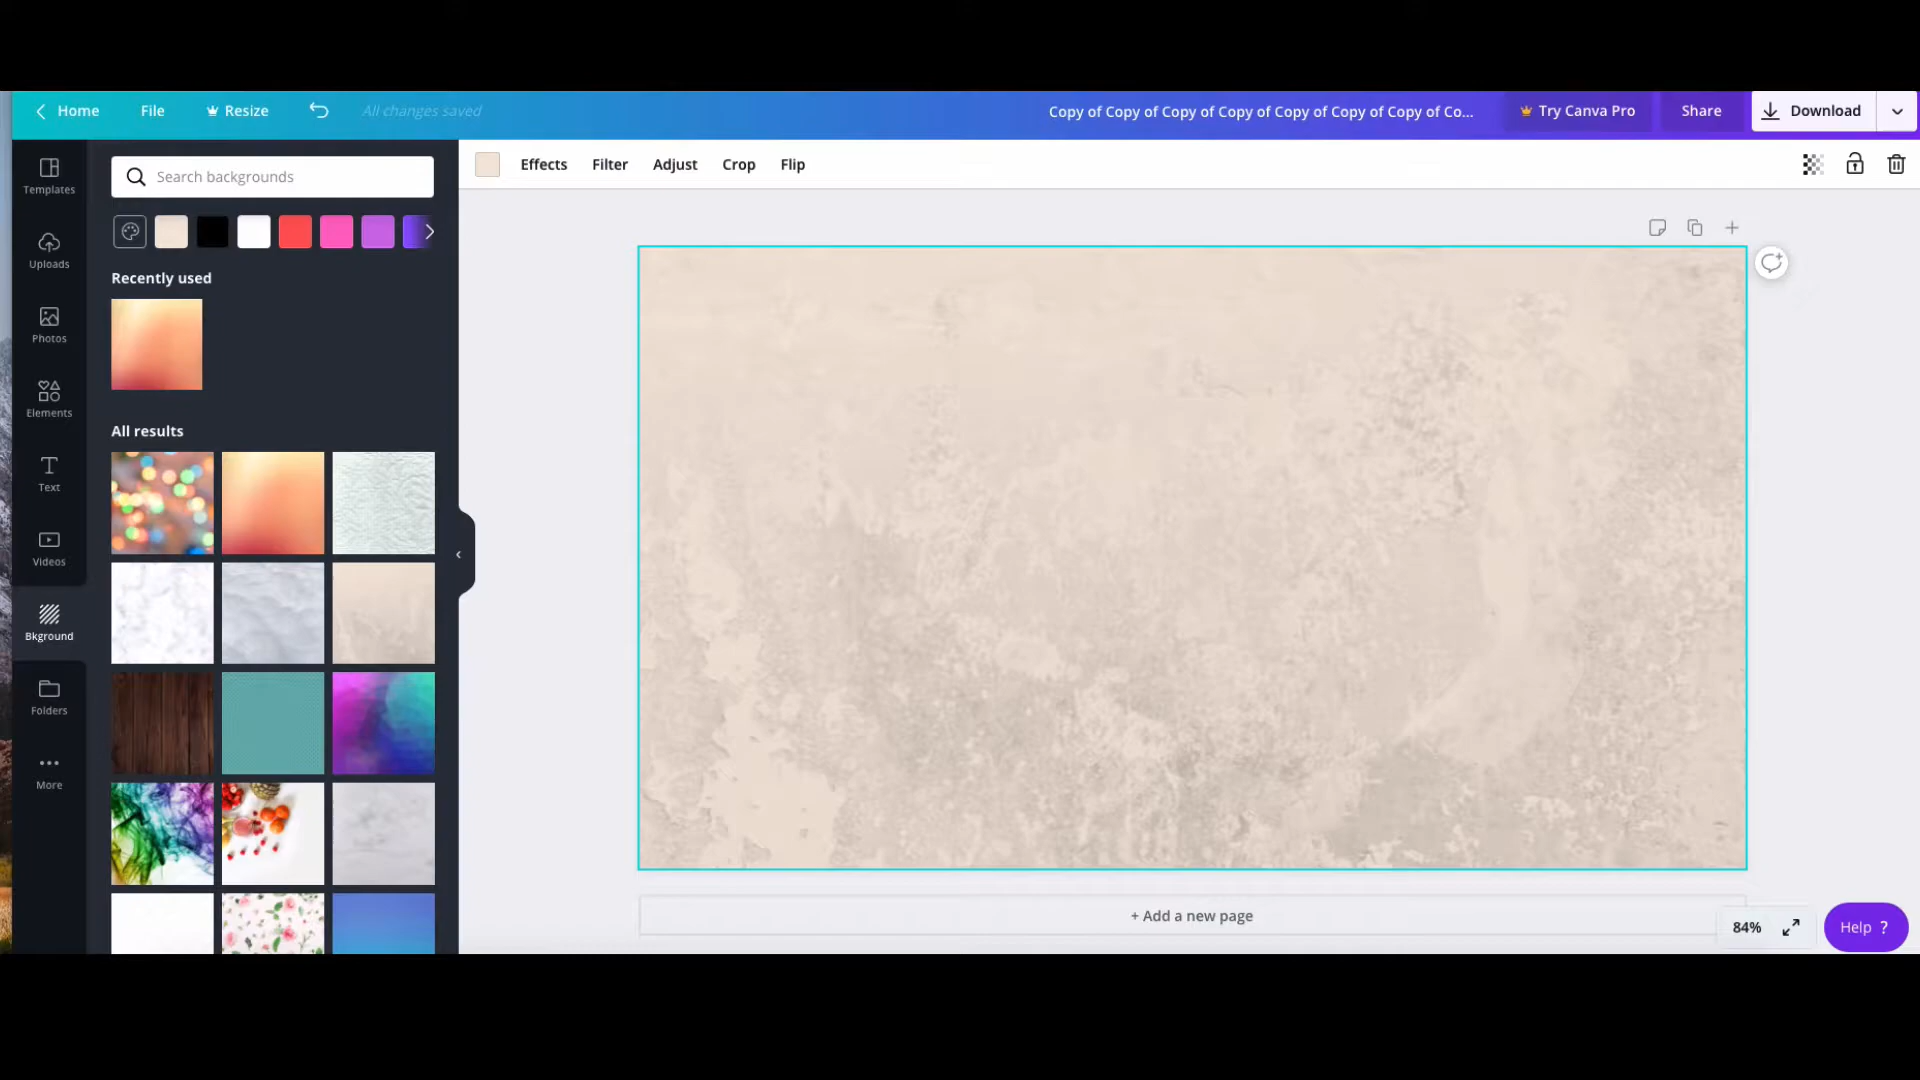 Home
File
Resize
All changes saved
Copy of Copy of Copy of Copy of Copy of Copy of Copy of Co...
Try Canva Pro
Share
Download
Templates
Uploads
Photos
Elements
Text
Videos
Bkground
Folders
More
Search backgrounds
Recently used
All results
Effects
Filter
Adjust
Crop
Flip
+ Add a new page
84%
Help ?